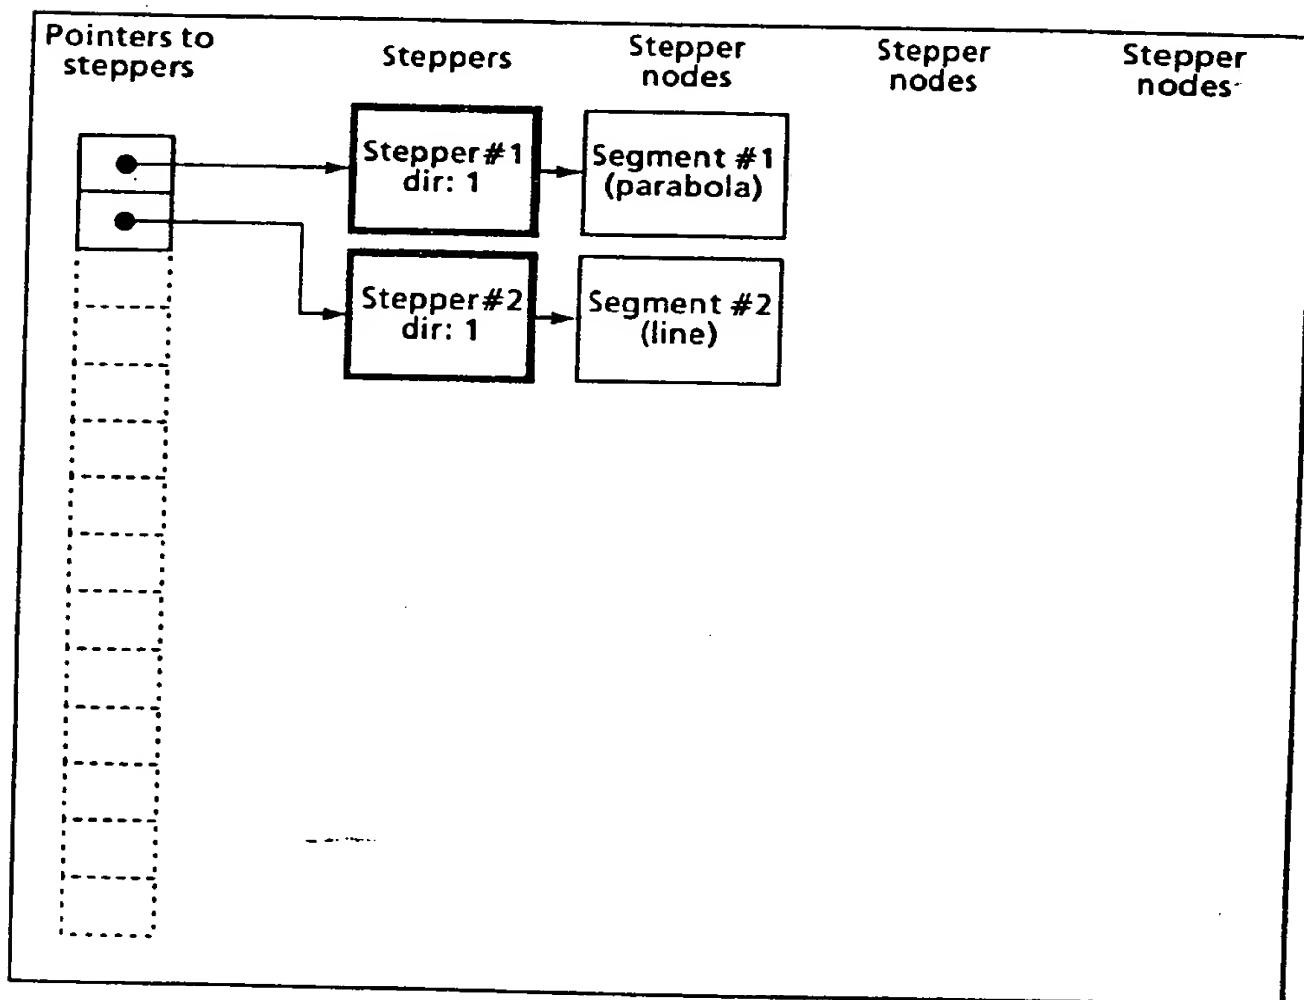 Pointers to
steppers
Steppers
Stepper
nodes
Stepper
nodes
Stepper
nodes
Stepper#1
dir: 1
Segment #1
(parabola)
Stepper#2
dir: 1
Segment #2
(line)